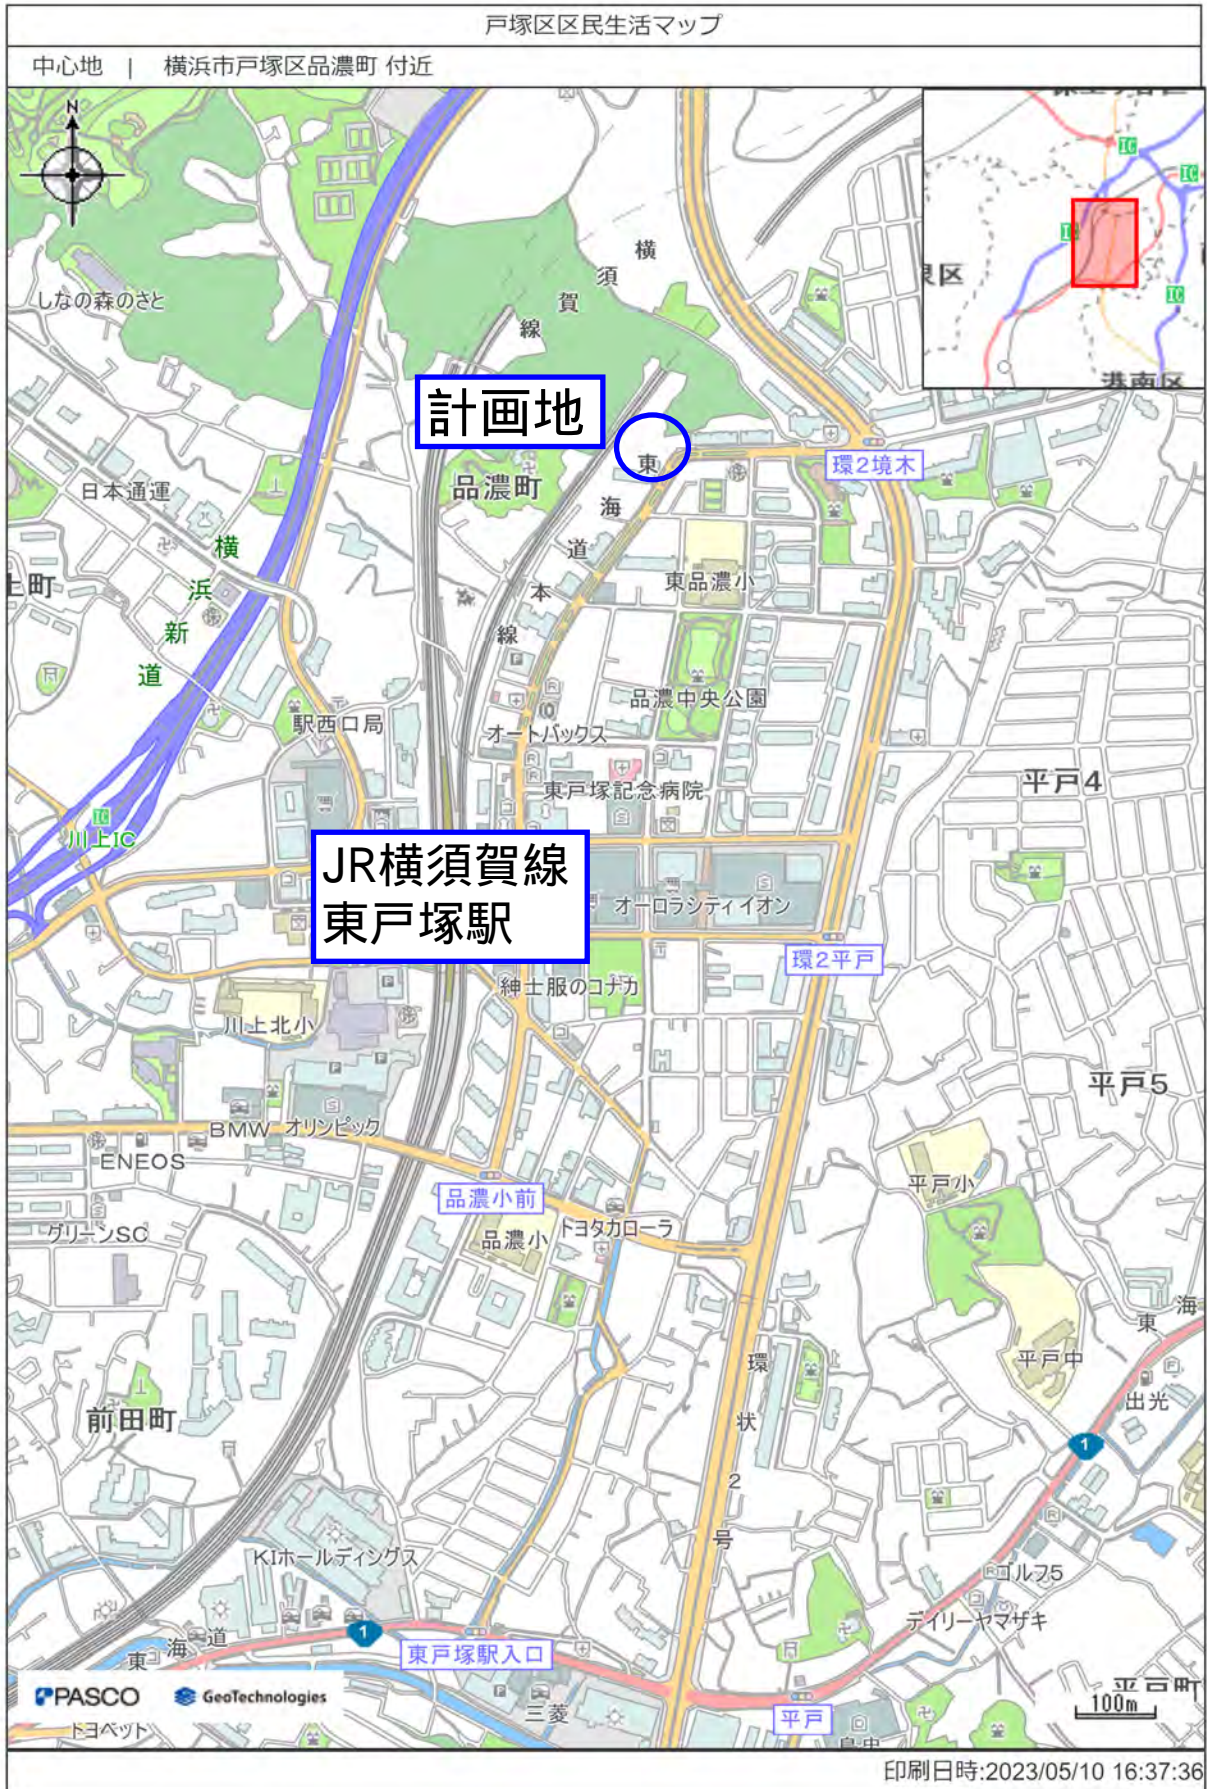 戸塚区区民生活マップ
中心地 | 横浜市戸塚区品濃町 付近
N
IC
IC
IC
泉区
港南区
しなの森のさと
横須賀線
計画地
環2境木
品濃町
東海道本線
日本通運
横浜新道
東品濃小
品濃中央公園
駅西口局
オートバックス
東戸塚記念病院
平戸4
IC
川上IC
JR横須賀線
東戸塚駅
オーロラシティイオン
環2平戸
紳士服のコナカ
川上北小
平戸5
BMW オリンピック
ENEOS
平戸小
品濃小前
グリーンSC
品濃小
トヨタカローラ
東海
環状2号
平戸中
出光
前田町
1
KIホールディングス
ゴルフ5
デイリーヤマザキ
東海道
1
東戸塚駅入口
PASCO
GeoTechnologies
三菱
平戸
平戸町
100m
トヨペット
印刷日時:2023/05/10 16:37:36